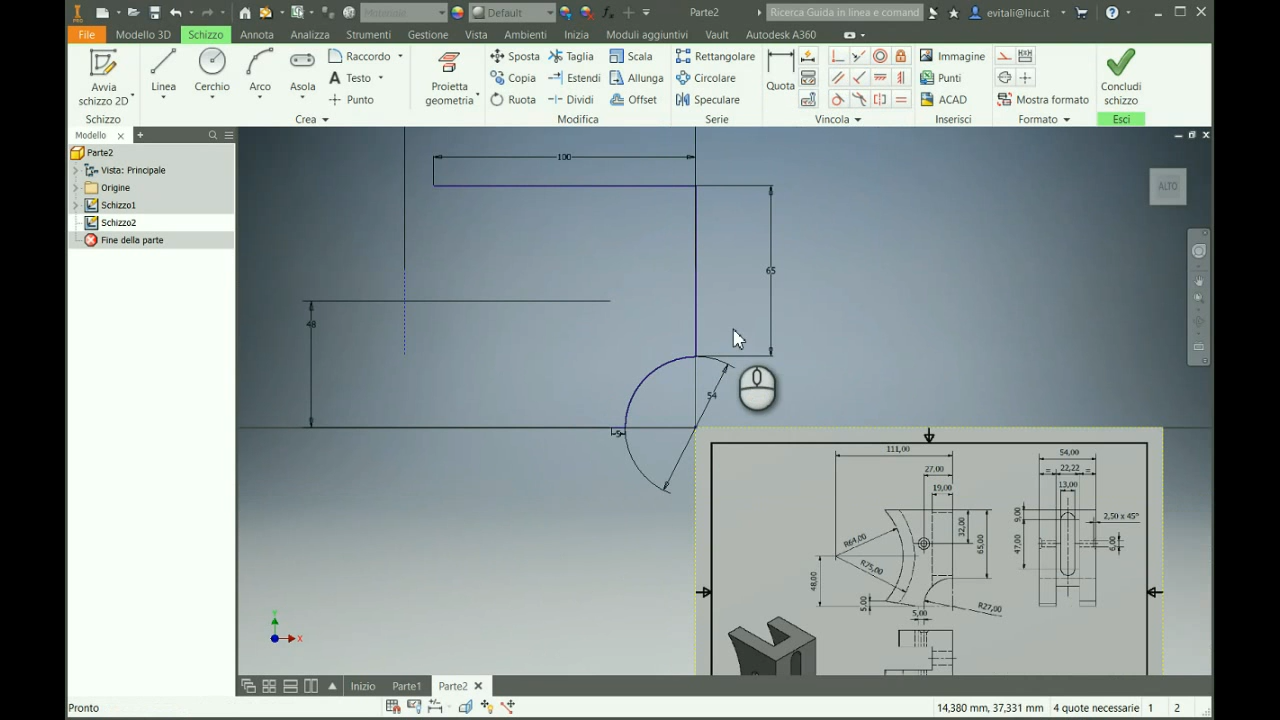 Materiale
Default
Parte2
Ricerca Guida in linea e comand
evitali@liuc.it
PRO
File
Modello 3D
Schizzo
Annota
Analizza
Strumenti
Gestione
Vista
Ambienti
Inizia
Moduli aggiuntivi
Vault
Autodesk A360
Avvia
schizzo 2D
Linea
Cerchio
Arco
Asola
Raccordo
Testo
Punto
Proietta
geometria
Sposta
Copia
Ruota
Taglia
Estendi
Dividi
Scala
Allunga
Offset
Rettangolare
Circolare
Speculare
Quota
Immagine
Punti
ACAD
Mostra formato
Concludi
schizzo
Schizzo
Crea
Modifica
Serie
Vincola
Inserisci
Formato
Esci
Modello
Parte2
Vista: Principale
Origine
Schizzo1
Schizzo2
Fine della parte
ALTO
100
65
48
54
5
111,00
27,00
19,00
R64,00
R75,00
32,00
65,00
48,00
5,00
5,00
R27,00
54,00
22,22
= =
13,00
9,00
47,00
2,50 x 45°
6,00
Y
X
Inizio
Parte1
Parte2
Pronto
14,380 mm, 37,331 mm
4 quote necessarie
1
2